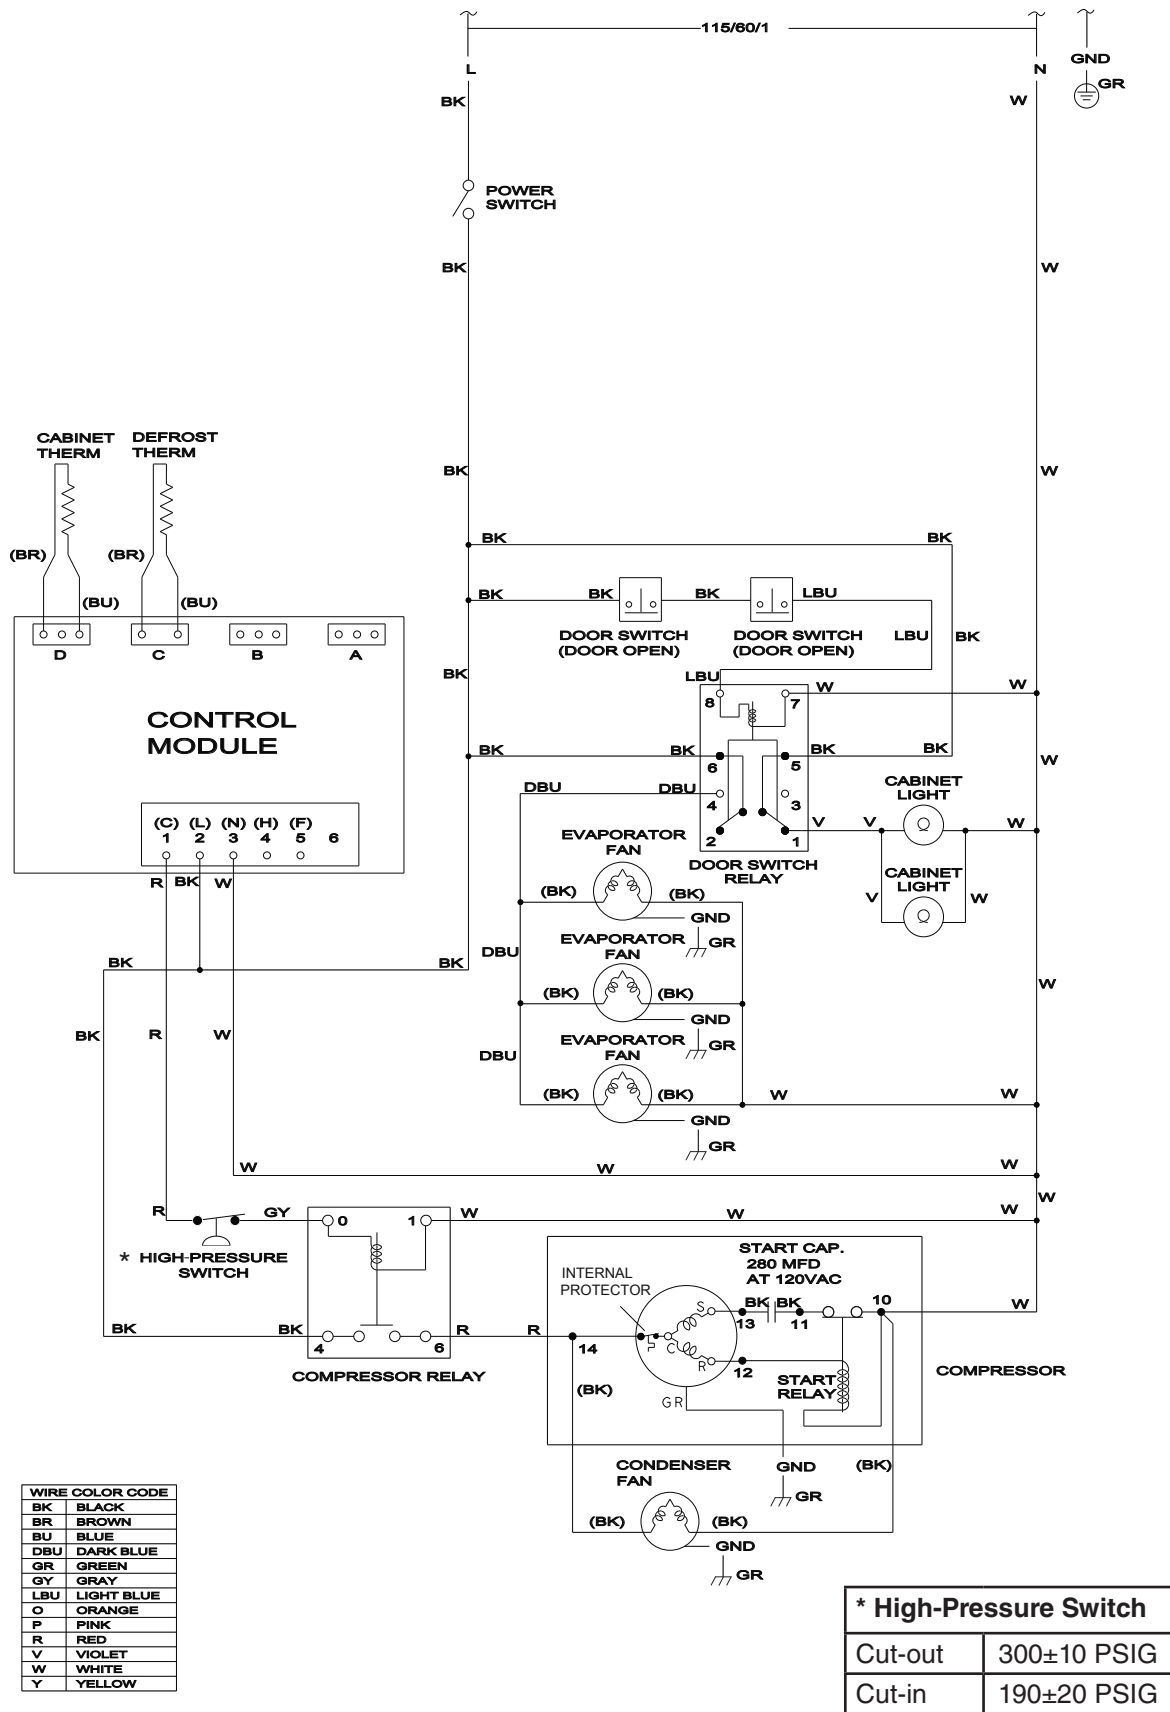 115/60/1
L
N
GND
GR
BK
W
POWER
SWITCH
BK
W
CABINET
THERM
DEFROST
THERM
BK
W
(BR)
(BR)
(BU)
(BU)
BK
BK
BK
BK
BK
LBU
DOOR SWITCH
(DOOR OPEN)
DOOR SWITCH
(DOOR OPEN)
LBU
BK
D
C
B
A
BK
LBU
8
7
W
W
CONTROL
MODULE
BK
BK
6
5
BK
BK
W
DBU
DBU
4
3
CABINET
LIGHT
(C)
(L)
(N)
(H)
(F)
1
2
3
4
5
6
EVAPORATOR
FAN
2
1
V
V
W
DOOR SWITCH
RELAY
CABINET
LIGHT
R
BK
W
(BK)
(BK)
V
W
GND
GR
EVAPORATOR
FAN
DBU
BK
BK
(BK)
(BK)
W
GND
GR
BK
R
W
EVAPORATOR
FAN
DBU
(BK)
(BK)
W
W
GND
GR
W
W
W
W
R
GY
0
1
W
W
W
* HIGH-PRESSURE
SWITCH
START CAP.
280 MFD
AT 120VAC
INTERNAL
PROTECTOR
S
BK
BK
10
W
13
11
BK
BK
4
6
R
R
14
P
C
R
12
COMPRESSOR RELAY
START
RELAY
COMPRESSOR
(BK)
GR
CONDENSER
FAN
GND
GR
(BK)
(BK)
(BK)
GND
GR
WIRE COLOR CODE
BK BLACK
BR BROWN
BU BLUE
DBU DARK BLUE
GR GREEN
GY GRAY
LBU LIGHT BLUE
O ORANGE
P PINK
R RED
V VIOLET
W WHITE
Y YELLOW
* High-Pressure Switch
Cut-out 300±10 PSIG
Cut-in 190±20 PSIG